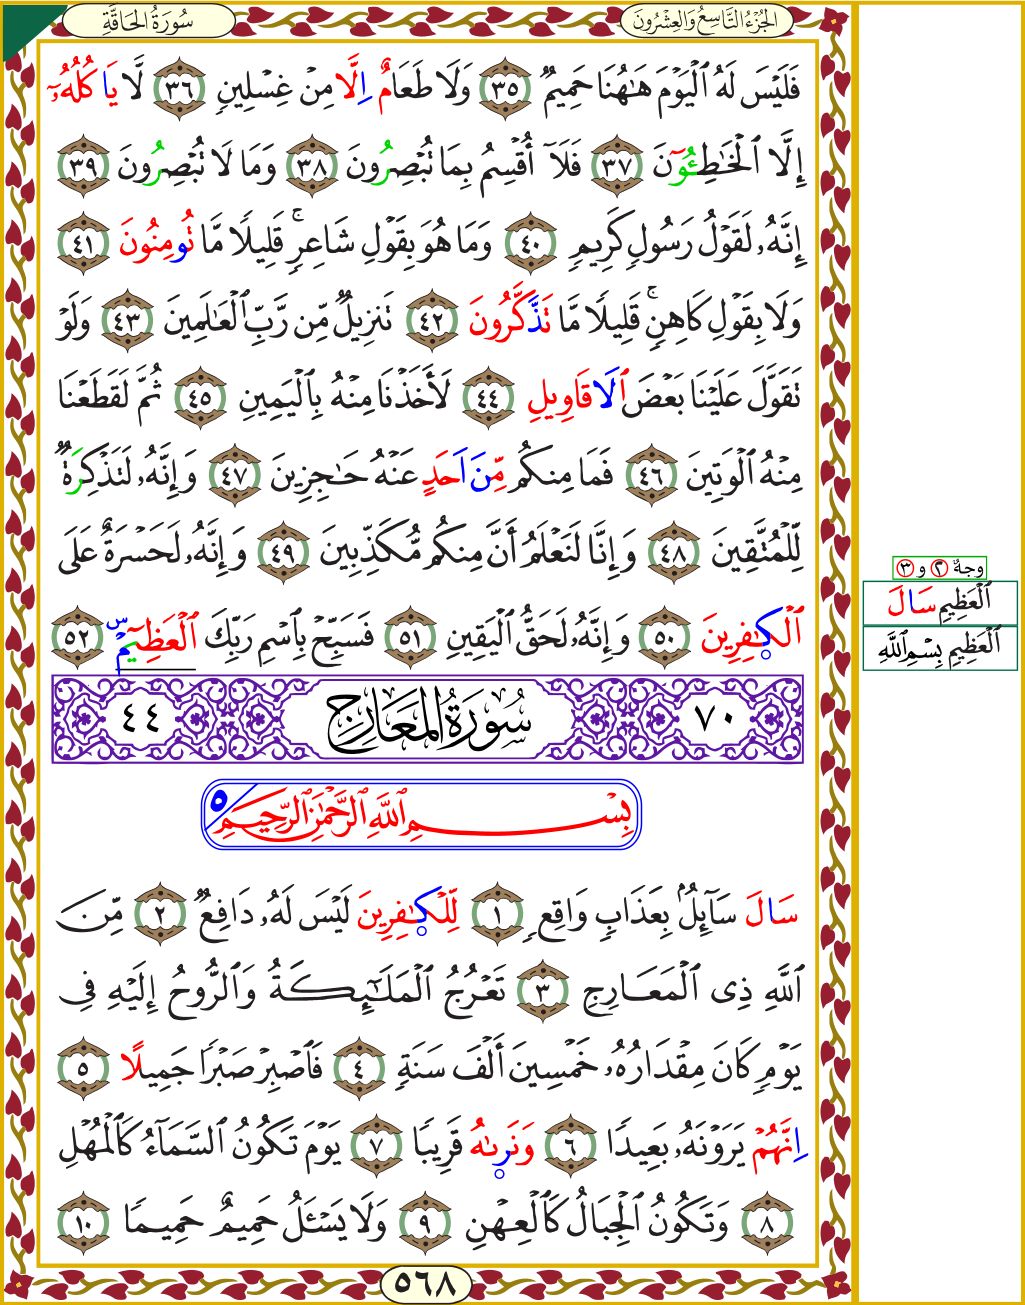 سُورَةُ الحَاقَّةِ
الجُزْءُ التَّاسِعُ وَالعِشْرُونَ
فَلَيْسَ لَهُ ٱلْيَوْمَ هَٰهُنَا حَمِيمٌ ٣٥ وَلَا طَعَامٌ اِلَّا مِنْ غِسْلِينٍ ٣٦ لَّا يَاكُلُهُۥٓ
إِلَّا ٱلْخَٰطِـُٔونَ ٣٧ فَلَآ أُقْسِمُ بِمَا تُبْصِرُونَ ٣٨ وَمَا لَا تُبْصِرُونَ ٣٩
إِنَّهُۥ لَقَوْلُ رَسُولٍ كَرِيمٍ ٤٠ وَمَا هُوَ بِقَوْلِ شَاعِرٍ ۚ قَلِيلًا مَّا تُومِنُونَ ٤١
وَلَا بِقَوْلِ كَاهِنٍ ۚ قَلِيلًا مَّا تَذَّكَّرُونَ ٤٢ تَنزِيلٌ مِّن رَّبِّ ٱلْعَٰلَمِينَ ٤٣ وَلَوْ
تَقَوَّلَ عَلَيْنَا بَعْضَ ٱلَاقَاوِيلِ ٤٤ لَأَخَذْنَا مِنْهُ بِٱلْيَمِينِ ٤٥ ثُمَّ لَقَطَعْنَا
مِنْهُ ٱلْوَتِينَ ٤٦ فَمَا مِنكُم مِّنَ اَحَدٍ عَنْهُ حَٰجِزِينَ ٤٧ وَإِنَّهُۥ لَتَذْكِرَةٌ
لِّلْمُتَّقِينَ ٤٨ وَإِنَّا لَنَعْلَمُ أَنَّ مِنكُم مُّكَذِّبِينَ ٤٩ وَإِنَّهُۥ لَحَسْرَةٌ عَلَى
ٱلْكَٰفِرِينَ ٥٠ وَإِنَّهُۥ لَحَقُّ ٱلْيَقِينِ ٥١ فَسَبِّحْ بِٱسْمِ رَبِّكَ ٱلْعَظِيمِ ٥٢
وجهٌ ٢ و ٣
ٱلْعَظِيمِ سَالَ
ٱلْعَظِيمِ بِسْمِ ٱللَّهِ
٧٠ سُورَةُ المَعَارِجِ ٤٤
بِسْمِ ٱللَّهِ ٱلرَّحْمَٰنِ ٱلرَّحِيمِ ٥
سَالَ سَآئِلٌۢ بِعَذَابٍ وَاقِعٍ ١ لِّلْكَٰفِرِينَ لَيْسَ لَهُۥ دَافِعٌ ٢ مِّنَ
ٱللَّهِ ذِى ٱلْمَعَارِجِ ٣ تَعْرُجُ ٱلْمَلَٰٓئِكَةُ وَٱلرُّوحُ إِلَيْهِ فِى
يَوْمٍ كَانَ مِقْدَارُهُۥ خَمْسِينَ أَلْفَ سَنَةٍ ٤ فَٱصْبِرْ صَبْرًا جَمِيلًا ٥
اِنَّهُمْ يَرَوْنَهُۥ بَعِيدًا ٦ وَنَرىٰهُ قَرِيبًا ٧ يَوْمَ تَكُونُ ٱلسَّمَآءُ كَٱلْمُهْلِ
٨ وَتَكُونُ ٱلْجِبَالُ كَٱلْعِهْنِ ٩ وَلَا يَسْـَٔلُ حَمِيمٌ حَمِيمًا ١٠
٥٦٨